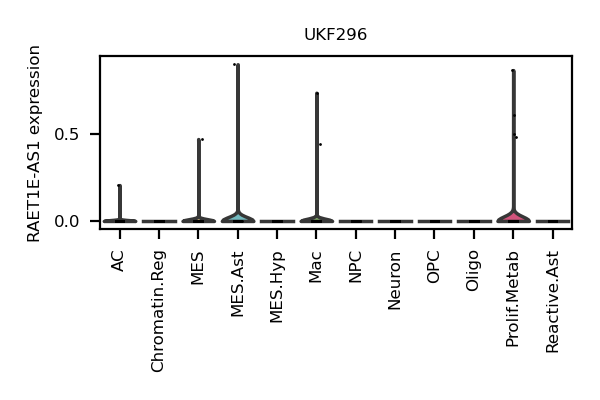 UKF296
RAET1E-AS1 expression
0.5
0.0
AC
Chromatin.Reg
MES
MES.Ast
MES.Hyp
Mac
NPC
Neuron
OPC
Oligo
Prolif.Metab
Reactive.Ast